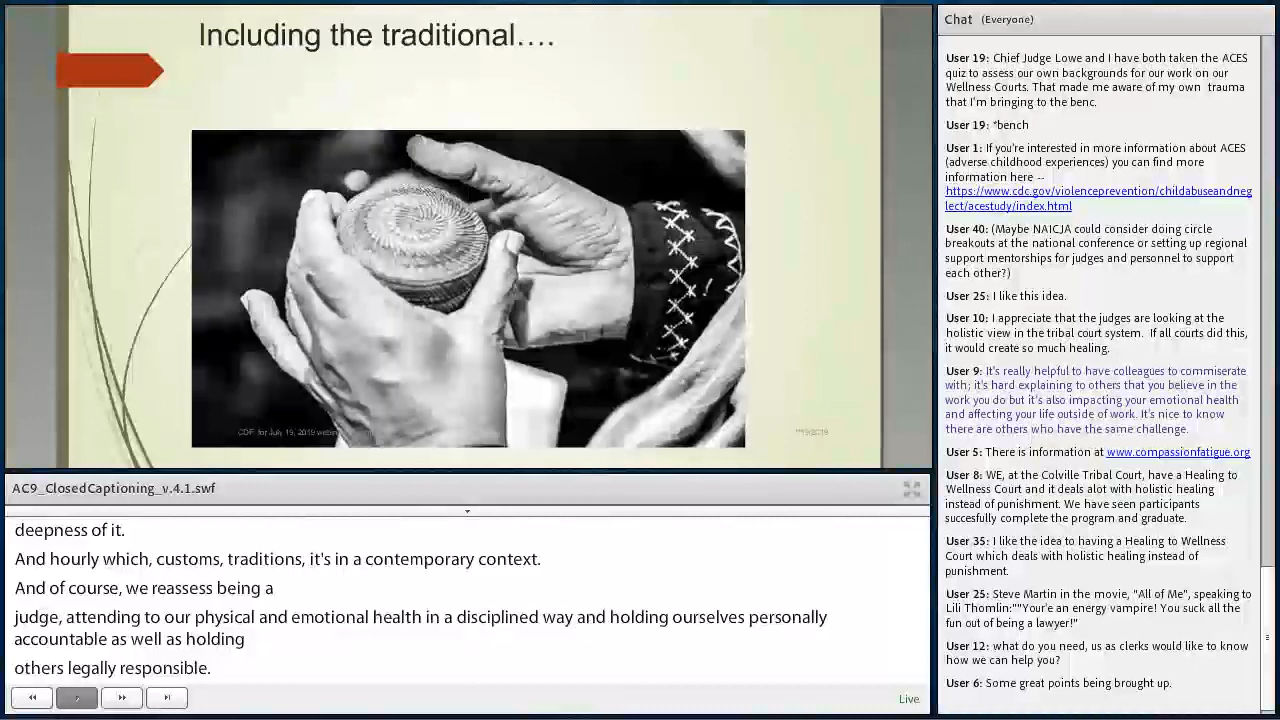 Including the traditional….
CDF for July 19, 2019
AC9_ClosedCaptioning_v.4.1.swf
deepness of it.
And hourly which, customs, traditions, it's in a contemporary context.
And of course, we reassess being a
judge, attending to our physical and emotional health in a disciplined way and holding ourselves personally
accountable as well as holding
others legally responsible.
Live
Chat (Everyone)
User 19: Chief Judge Lowe and I have both taken the ACES
quiz to assess our own backgrounds for our work on our
Wellness Courts. That made me aware of my own trauma
that I'm bringing to the benc.
User 19: *bench
User 1: If you're interested in more information about ACES
(adverse childhood experiences) you can find more
information here --
https://www.cdc.gov/violenceprevention/childabuseandneg
lect/acestudy/index.html
User 40: (Maybe NAICJA could consider doing circle
breakouts at the national conference or setting up regional
support mentorships for judges and personnel to support
each other?)
User 25: I like this idea.
User 10: I appreciate that the judges are looking at the
holistic view in the tribal court system. If all courts did this,
it would create so much healing.
User 9: It's really helpful to have colleagues to commiserate
with; it's hard explaining to others that you believe in the
work you do but it's also impacting your emotional health
and affecting your life outside of work. It's nice to know
there are others who have the same challenge.
User 5: There is information at www.compassionfatigue.org
User 8: WE, at the Colville Tribal Court, have a Healing to
Wellness Court and it deals alot with holistic healing
instead of punishment. We have seen participants
succesfully complete the program and graduate.
User 35: I like the idea to having a Healing to Wellness
Court which deals with holistic healing instead of
punishment.
User 25: Steve Martin in the movie, "All of Me", speaking to
Lili Thomlin:""Your'e an energy vampire! You suck all the
fun out of being a lawyer!"
User 12: what do you need, us as clerks would like to know
how we can help you?
User 6: Some great points being brought up.